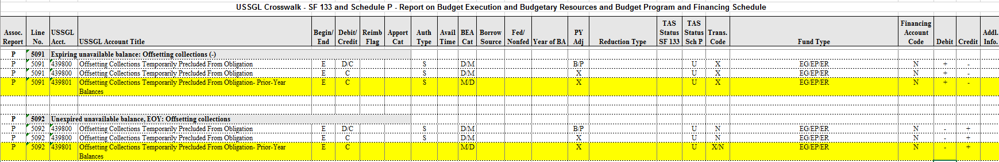 USSGL Crosswalk - SF 133 and Schedule P - Report on Budget Execution and Budgetary Resources and Budget Program and Financing Schedule
Assoc. Report Line No. USSGL Acct. USSGL Account Title Begin/ End Debit/ Credit Reimb Flag Apport Cat Auth Type Avail Time BEA Cat Borrow Source Fed/ Nonfed Year of BA PY Adj Reduction Type TAS Status SF 133 TAS Status Sch P Trans. Code Fund Type Financing Account Code Debit Credit Addl. Info.
P 5091 Expiring unavailable balance: Offsetting collections (-)
P 5091 439800 Offsetting Collections Temporarily Precluded From Obligation E D/C S D/M B/P U X EG/EP/ER N + -
P 5091 439800 Offsetting Collections Temporarily Precluded From Obligation E C S D/M X U X EG/EP/ER N + -
P 5091 439801 Offsetting Collections Temporarily Precluded From Obligation- Prior-Year E C S M/D X U X EG/EP/ER N + -
Balances
P 5092 Unexpired unavailable balance, EOY: Offsetting collections
P 5092 439800 Offsetting Collections Temporarily Precluded From Obligation E D/C S D/M B/P U N EG/EP/ER N - +
P 5092 439800 Offsetting Collections Temporarily Precluded From Obligation E C S D/M X U N EG/EP/ER N - +
P 5092 439801 Offsetting Collections Temporarily Precluded From Obligation- Prior-Year E C M/D X U X/N EG/EP/ER N - +
Balances